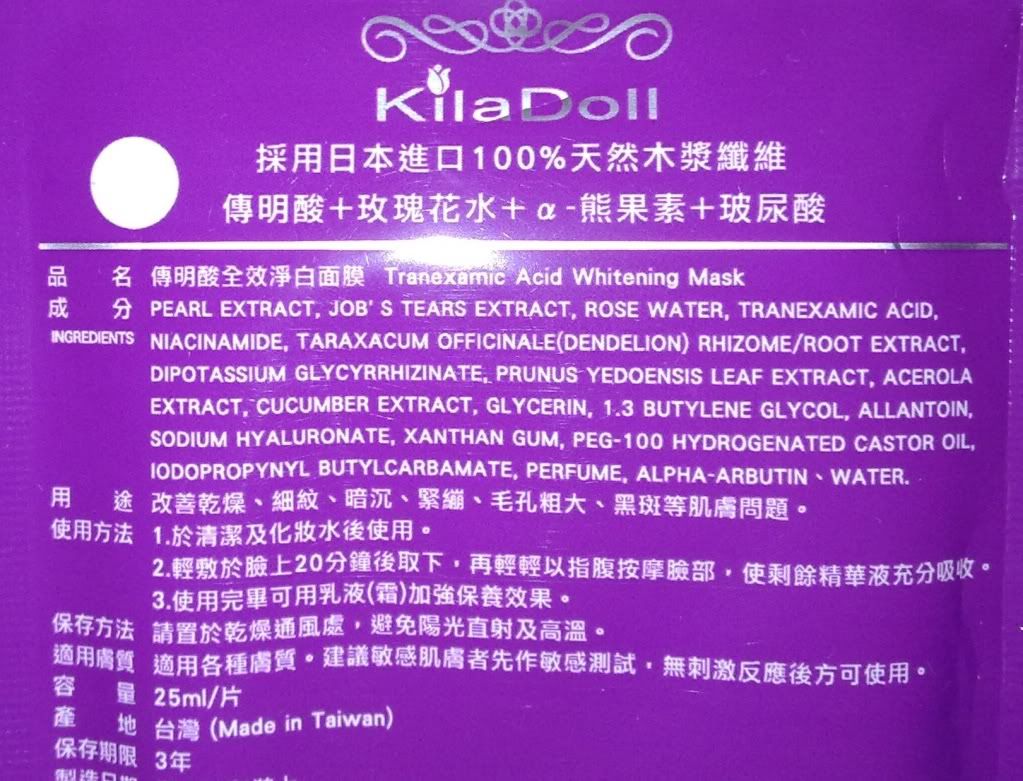 KilaDoll
採用日本進口100%天然木漿纖維
傳明酸+玫瑰花水+α-熊果素+玻尿酸
品 名 傳明酸全效淨白面膜 Tranexamic Acid Whitening Mask
成 分 PEARL EXTRACT, JOB'S TEARS EXTRACT, ROSE WATER, TRANEXAMIC ACID,
INGREDIENTS NIACINAMIDE, TARAXACUM OFFICINALE(DENDELION) RHIZOME/ROOT EXTRACT,
DIPOTASSIUM GLYCYRRHIZINATE, PRUNUS YEDOENSIS LEAF EXTRACT, ACEROLA
EXTRACT, CUCUMBER EXTRACT, GLYCERIN, 1.3 BUTYLENE GLYCOL, ALLANTOIN,
SODIUM HYALURONATE, XANTHAN GUM, PEG-100 HYDROGENATED CASTOR OIL,
IODOPROPYNYL BUTYLCARBAMATE, PERFUME, ALPHA-ARBUTIN、WATER.
用 途 改善乾燥、細紋、暗沉、緊繃、毛孔粗大、黑斑等肌膚問題。
使用方法 1.於清潔及化妝水後使用。
2.輕敷於臉上20分鐘後取下，再輕輕以指腹按摩臉部，使剩餘精華液充分吸收。
3.使用完畢可用乳液(霜)加強保養效果。
保存方法 請置於乾燥通風處，避免陽光直射及高溫。
適用膚質 適用各種膚質。建議敏感肌膚者先作敏感測試，無刺激反應後方可使用。
容 量 25ml/片
產 地 台灣 (Made in Taiwan)
保存期限 3年
製造日期